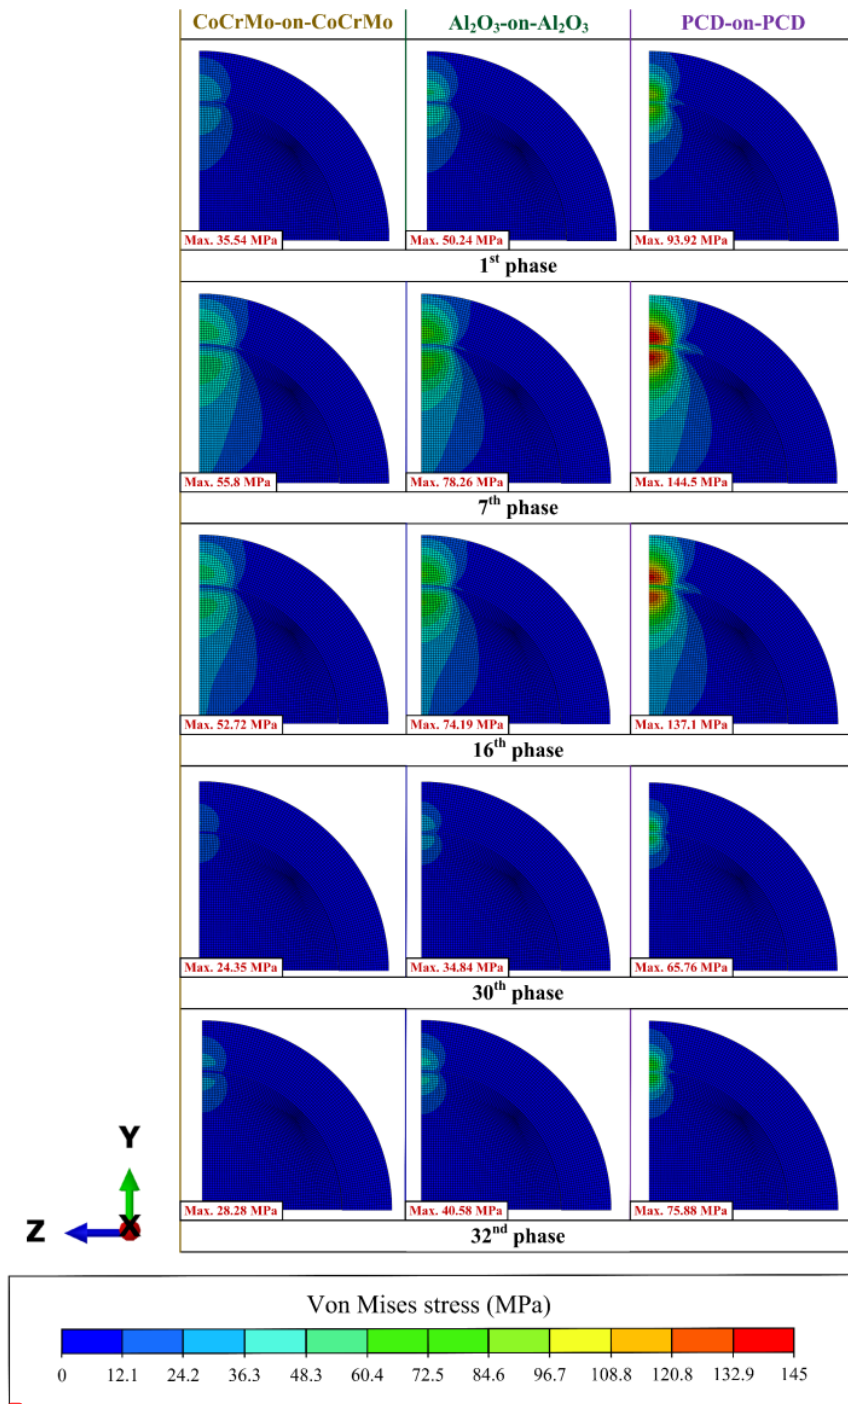 CoCrMo-on-CoCrMo Al₂O₃-on-Al₂O₃ PCD-on-PCD
Max. 35.54 MPa Max. 50.24 MPa Max. 93.92 MPa
1st phase
Max. 55.8 MPa Max. 78.26 MPa Max. 144.5 MPa
7th phase
Max. 52.72 MPa Max. 74.19 MPa Max. 137.1 MPa
16th phase
Max. 24.35 MPa Max. 34.84 MPa Max. 65.76 MPa
30th phase
Y
Z X
Max. 28.28 MPa Max. 40.58 MPa Max. 75.88 MPa
32nd phase
Von Mises stress (MPa)
0 12.1 24.2 36.3 48.3 60.4 72.5 84.6 96.7 108.8 120.8 132.9 145